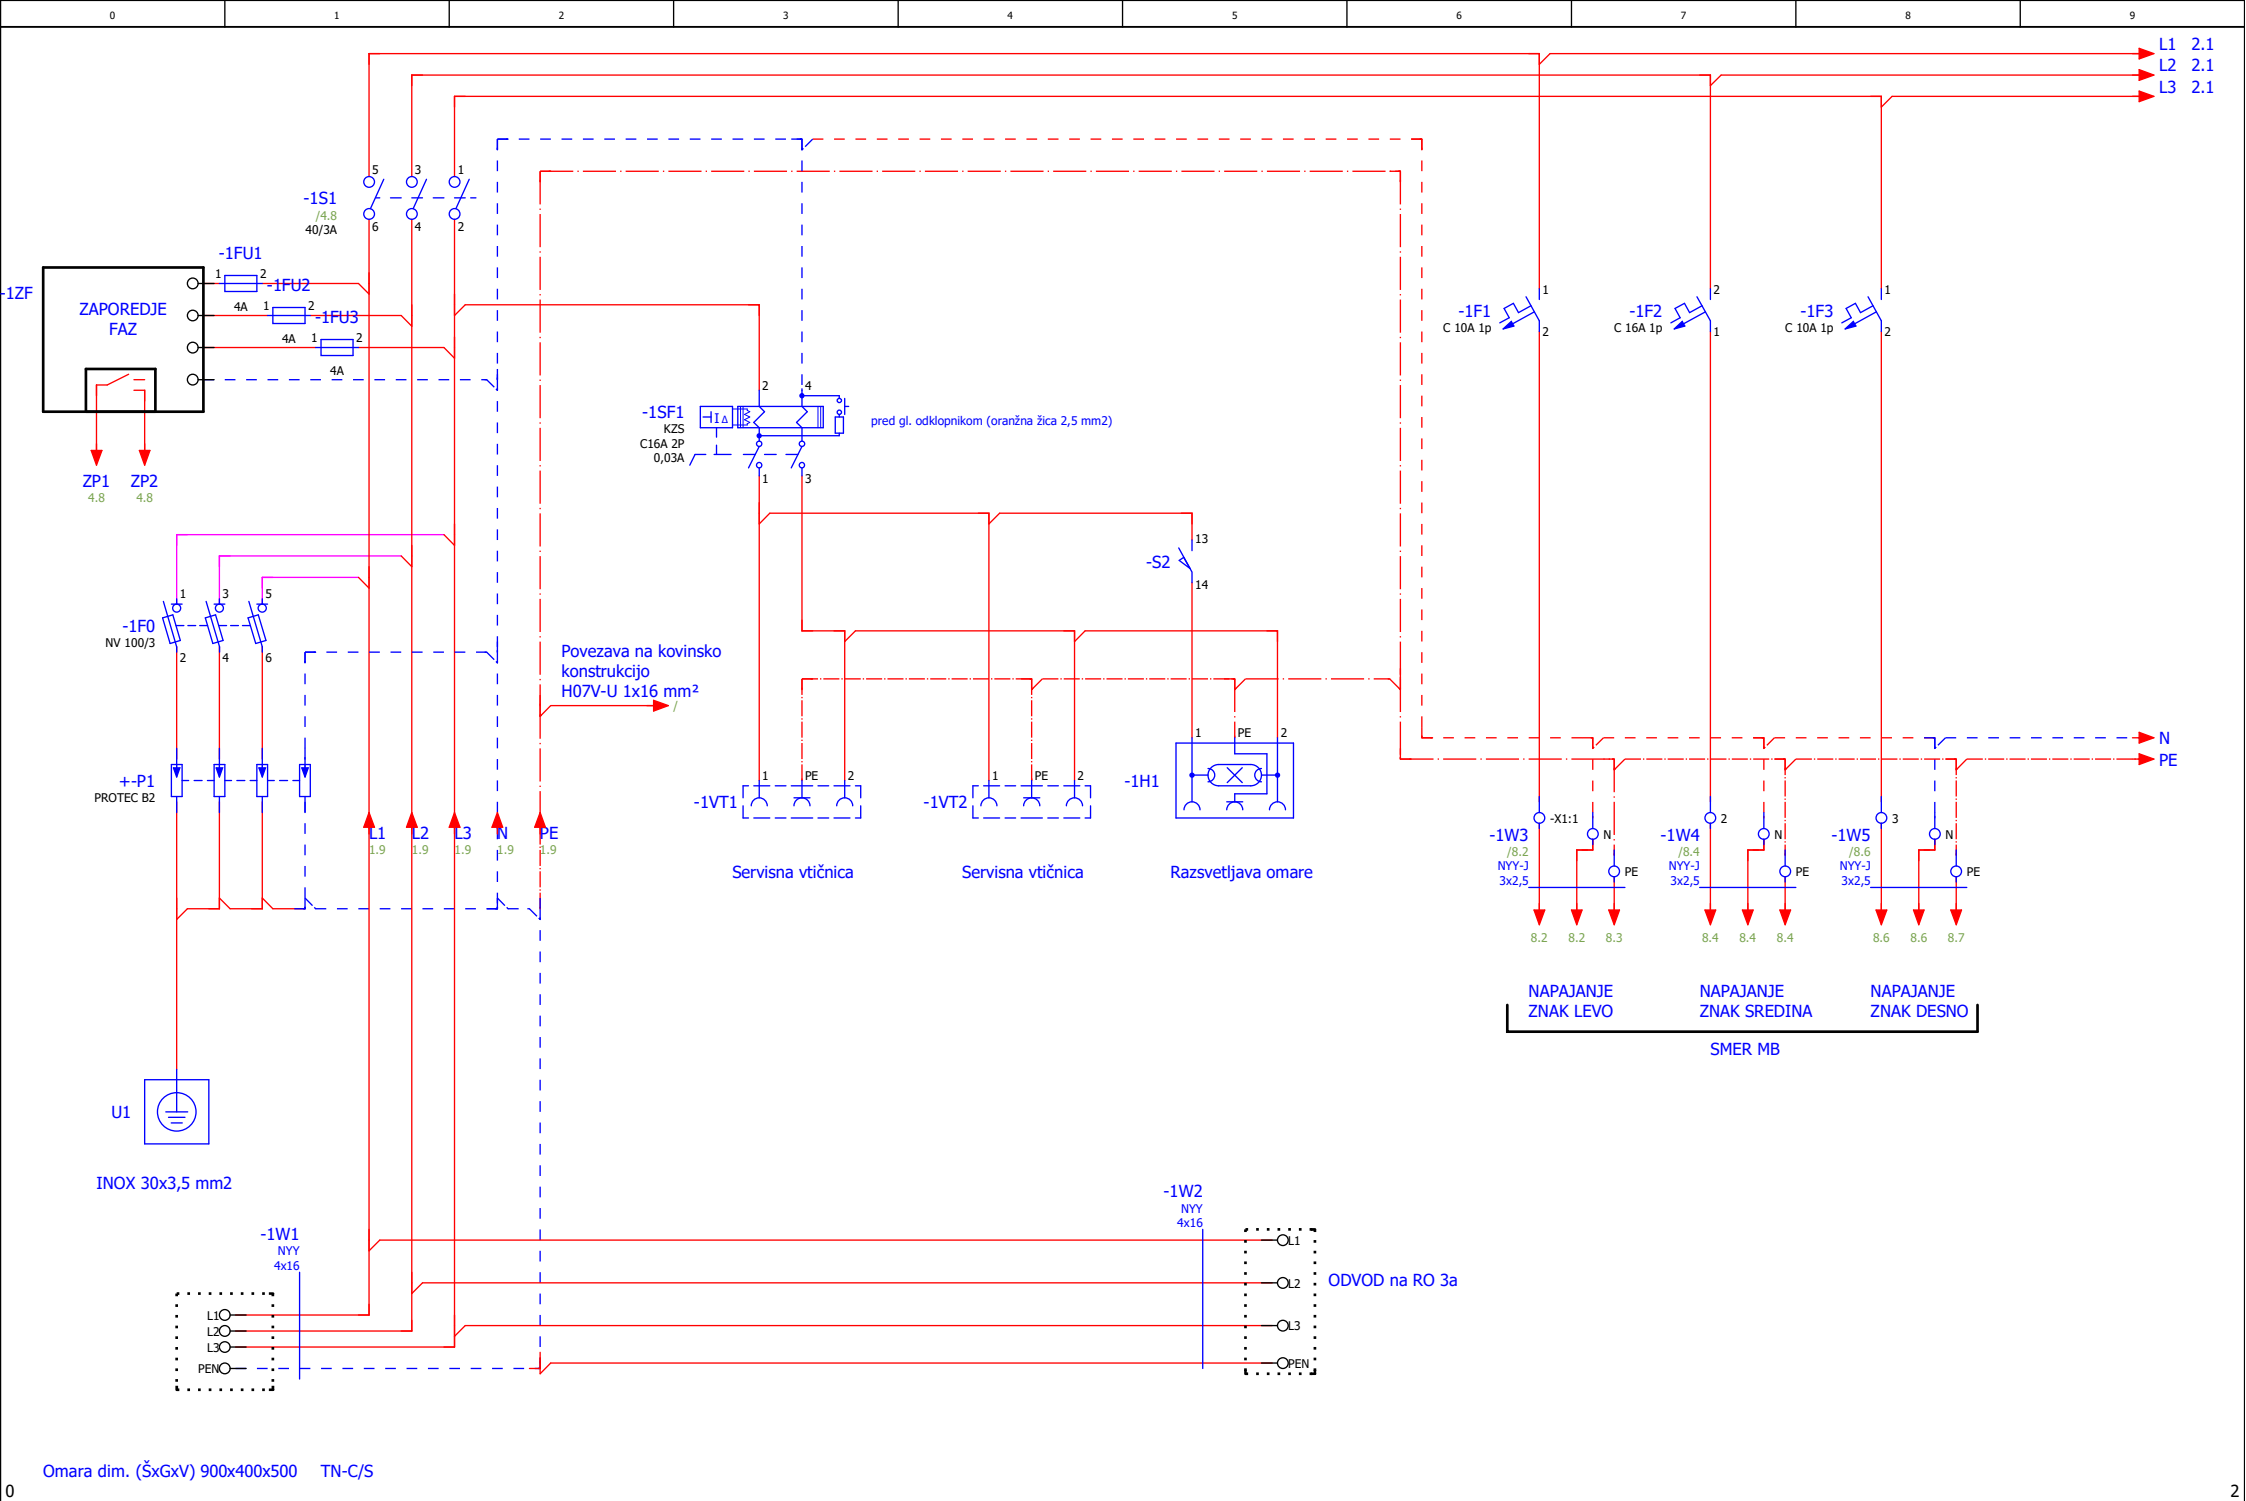 0 1 2 3 4 5 6 7 8 9
L1 2.1
L2 2.1
L3 2.1
-1S1
/4.8
40/3A
5 3 1
6 4 2
-1ZF
ZAPOREDJE
FAZ
-1FU1
1 2
4A
-1FU2
1 2
4A
-1FU3
1 2
4A
ZP1
4.8
ZP2
4.8
-1SF1
KZS
C16A 2P
0,03A
2 4
1 3
pred gl. odklopnikom (oranžna žica 2,5 mm2)
-1F1
C 10A 1p
1
2
-1F2
C 16A 1p
2
1
-1F3
C 10A 1p
1
2
-S2
13
14
-1F0
NV 100/3
1 3 5
2 4 6
Povezava na kovinsko
konstrukcijo
H07V-U 1x16 mm²
/
+-P1
PROTEC B2
L1
1.9
L2
1.9
L3
1.9
N
1.9
PE
1.9
-1VT1
1 PE 2
Servisna vtičnica
-1VT2
1 PE 2
Servisna vtičnica
-1H1
1 PE 2
Razsvetljava omare
N
PE
-1W3
/8.2
NYY-J
3x2,5
-X1:1
N
PE
8.2 8.2 8.3
-1W4
/8.4
NYY-J
3x2,5
2
N
PE
8.4 8.4 8.4
-1W5
/8.6
NYY-J
3x2,5
3
N
PE
8.6 8.6 8.7
NAPAJANJE
ZNAK LEVO
NAPAJANJE
ZNAK SREDINA
NAPAJANJE
ZNAK DESNO
SMER MB
U1
INOX 30x3,5 mm2
-1W1
NYY
4x16
L1
L2
L3
PEN
-1W2
NYY
4x16
L1
L2
L3
PEN
ODVOD na RO 3a
Omara dim. (ŠxGxV) 900x400x500 TN-C/S
0
2